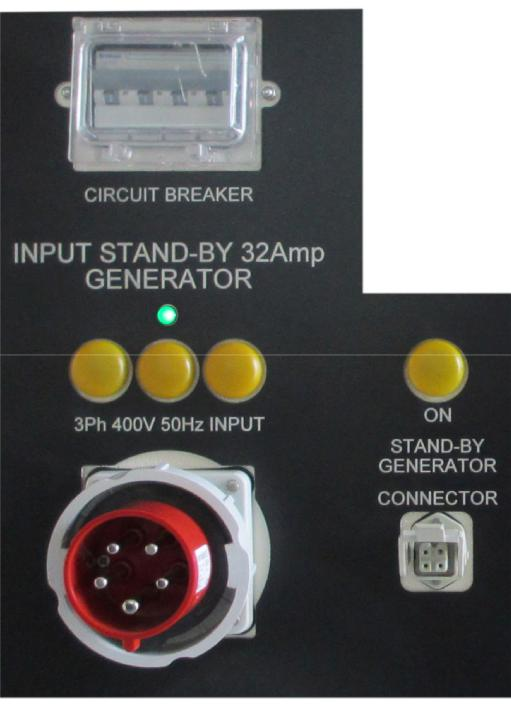 CIRCUIT BREAKER
INPUT STAND-BY 32Amp
GENERATOR
3Ph 400V 50Hz INPUT
ON
STAND-BY
GENERATOR
CONNECTOR